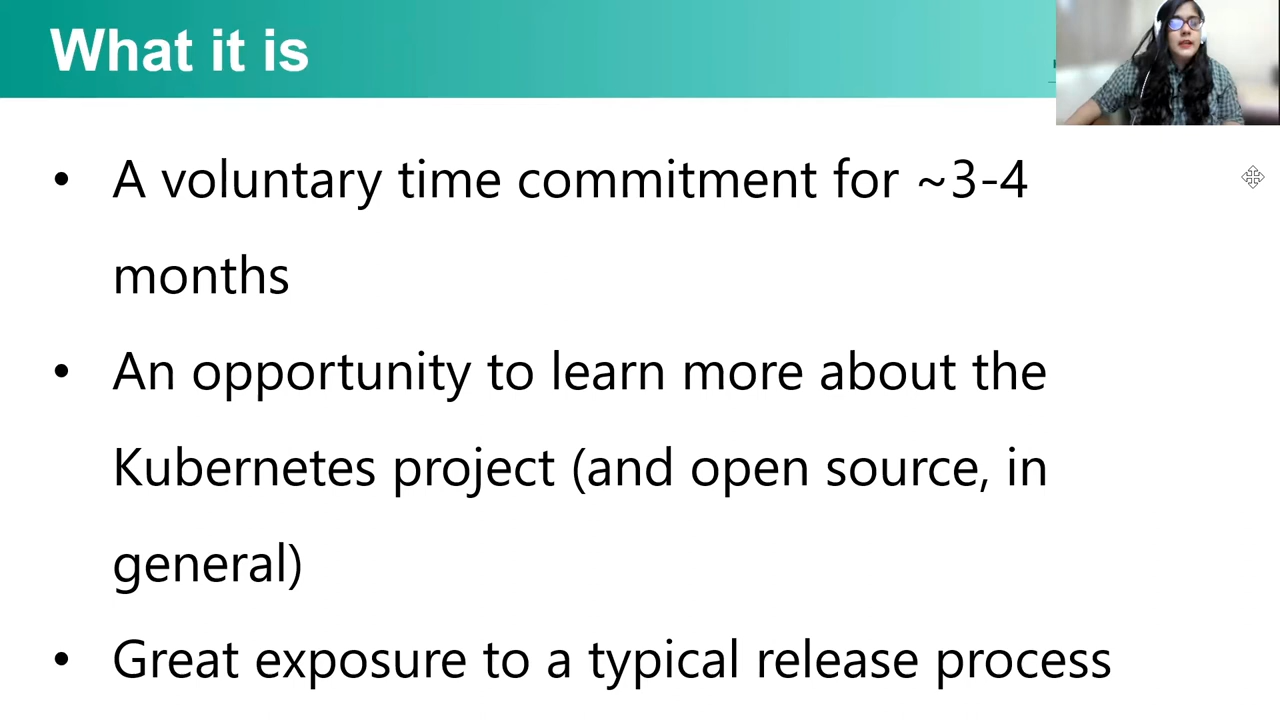 What it is
• A voluntary time commitment for ~3-4
months
• An opportunity to learn more about the
Kubernetes project (and open source, in
general)
• Great exposure to a typical release process